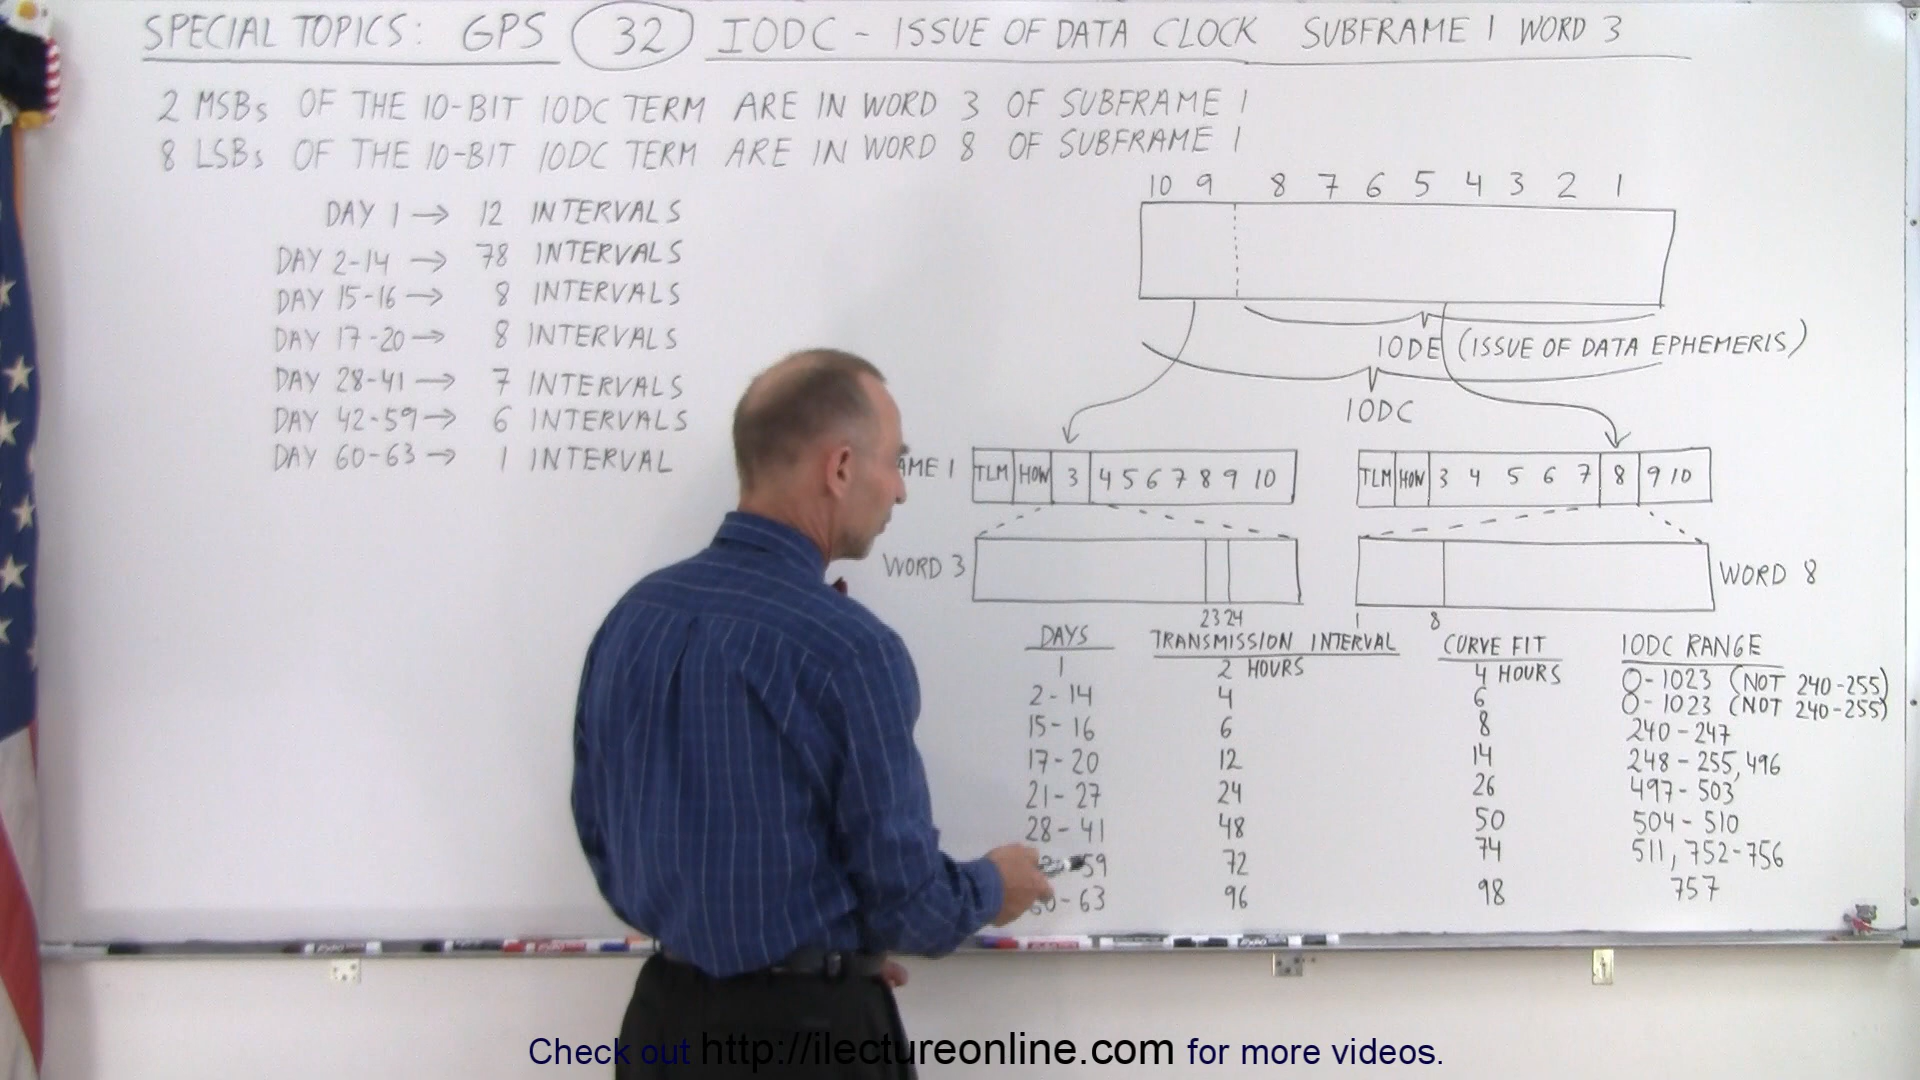 SPECIAL TOPICS: GPS 32 IODC - ISSUE OF DATA CLOCK SUBFRAME 1 WORD 3
2 MSBs OF THE 10-BIT IODC TERM ARE IN WORD 3 OF SUBFRAME 1
8 LSBs OF THE 10-BIT IODC TERM ARE IN WORD 8 OF SUBFRAME 1
DAY 1 → 12 INTERVALS
DAY 2-14 → 78 INTERVALS
DAY 15-16 → 8 INTERVALS
DAY 17-20 → 8 INTERVALS
DAY 28-41 → 7 INTERVALS
DAY 42-59 → 6 INTERVALS
DAY 60-63 → 1 INTERVAL
10 9 8 7 6 5 4 3 2 1
IODE (ISSUE OF DATA EPHEMERIS)
IODC
AME 1 TLM HOW 3 4 5 6 7 8 9 10
TLM HOW 3 4 5 6 7 8 9 10
WORD 3
23 24
WORD 8
1 8
DAYS TRANSMISSION INTERVAL CURVE FIT IODC RANGE
1 2 HOURS 4 HOURS 0-1023 (NOT 240-255)
2-14 4 6 0-1023 (NOT 240-255)
15-16 6 8 240-247
17-20 12 14 248-255, 496
21-27 24 26 497-503
28-41 48 50 504-510
59 72 74 511, 752-756
60-63 96 98 757
Check out http://ilectureonline.com for more videos.